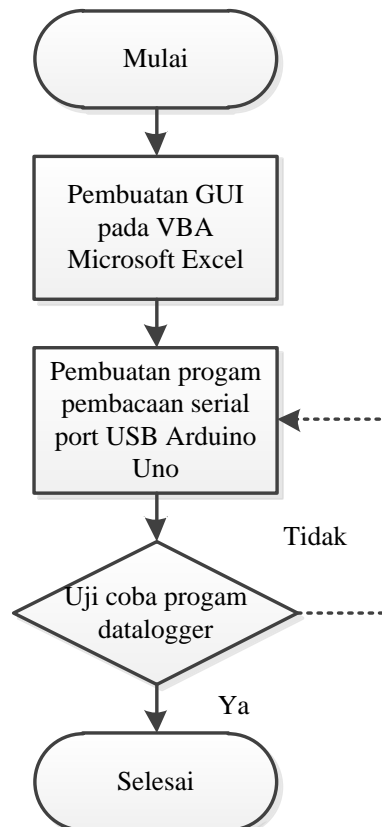 Mulai
Pembuatan GUI
pada VBA
Microsoft Excel
Pembuatan progam
pembacaan serial
port USB Arduino
Uno
Tidak
Uji coba progam
datalogger
Ya
Selesai